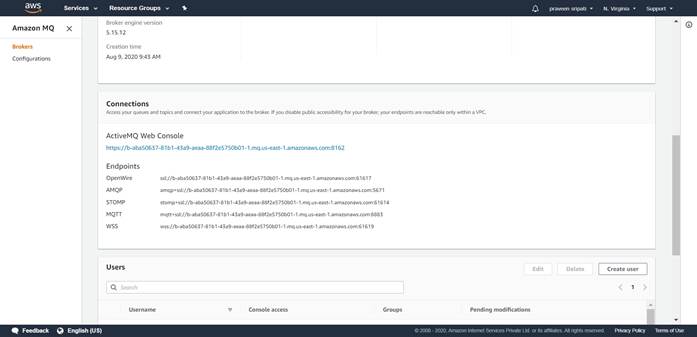 aws
Services
Resource Groups
praveen sripati
N. Virginia
Support
Amazon MQ
Brokers
Configurations
Broker engine version
5.15.12
Creation time
Aug 9, 2020 9:43 AM
Connections
Access your queues and topics and connect your application to the broker. If you disable public accessibility for your broker, your endpoints are reachable only within a VPC.
ActiveMQ Web Console
https://b-aba50637-81b1-43a9-aeaa-88f2e5750b01-1.mq.us-east-1.amazonaws.com:8162
Endpoints
OpenWire ssl://b-aba50637-81b1-43a9-aeaa-88f2e5750b01-1.mq.us-east-1.amazonaws.com:61617
AMQP amqp+ssl://b-aba50637-81b1-43a9-aeaa-88f2e5750b01-1.mq.us-east-1.amazonaws.com:5671
STOMP stomp+ssl://b-aba50637-81b1-43a9-aeaa-88f2e5750b01-1.mq.us-east-1.amazonaws.com:61614
MQTT mqtt+ssl://b-aba50637-81b1-43a9-aeaa-88f2e5750b01-1.mq.us-east-1.amazonaws.com:8883
WSS wss://b-aba50637-81b1-43a9-aeaa-88f2e5750b01-1.mq.us-east-1.amazonaws.com:61619
Users
Edit
Delete
Create user
Search
1
Username Console access Groups Pending modifications
Feedback English (US)
© 2008 - 2020, Amazon Internet Services Private Ltd. or its affiliates. All rights reserved. Privacy Policy Terms of Use